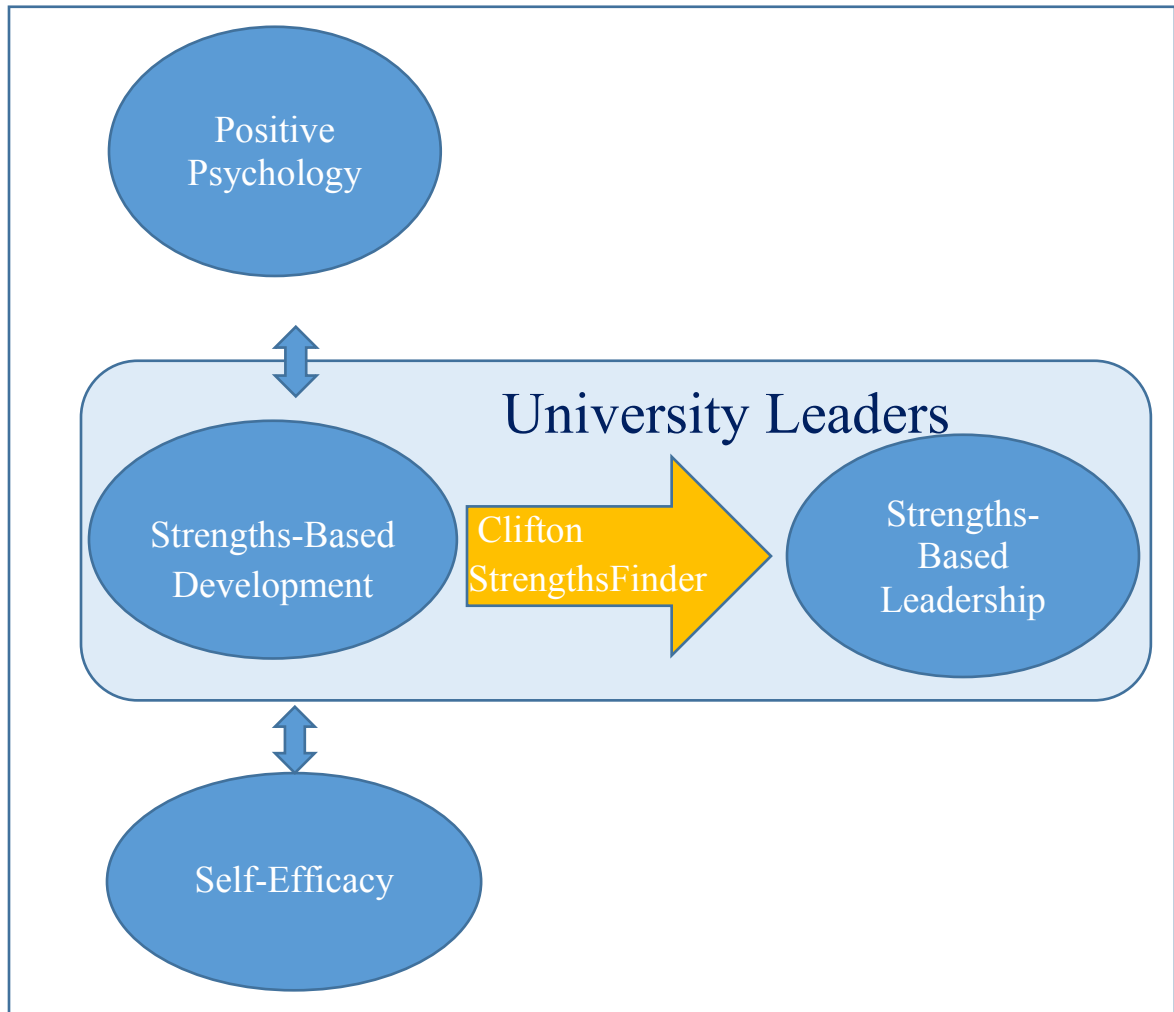 Positive
Psychology
University Leaders
Strengths-Based
Development
Clifton
StrengthsFinder
Strengths-
Based
Leadership
Self-Efficacy